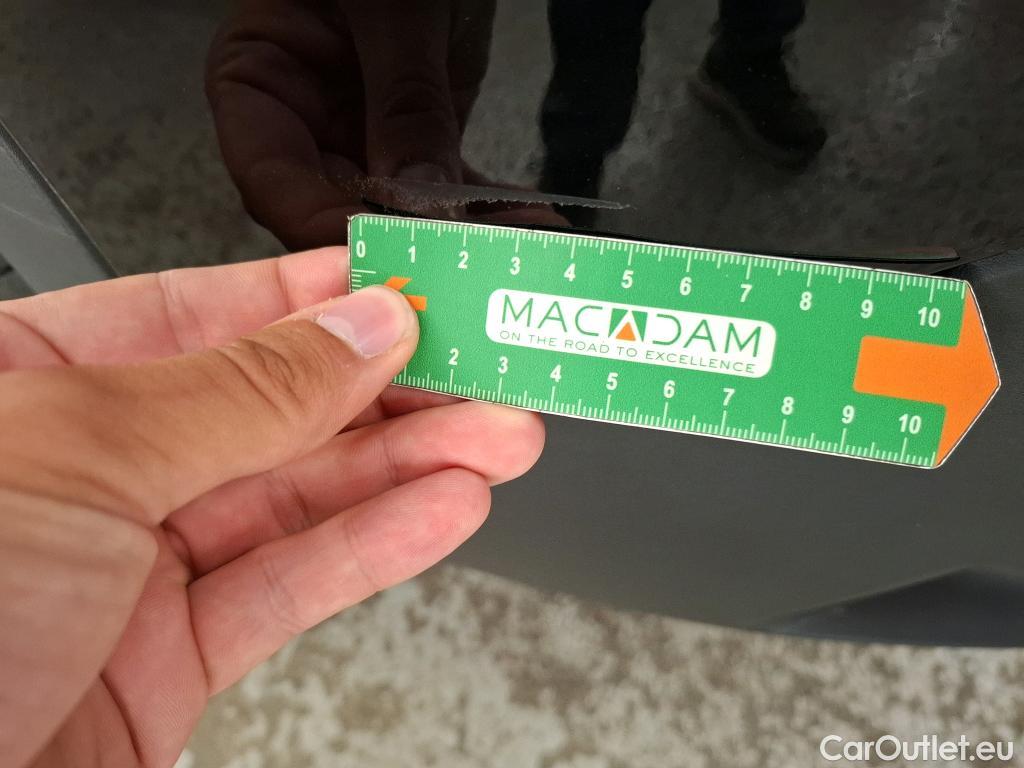 0 1 2 3 4 5 6 7 8 9 10
MACADAM
ON THE ROAD TO EXCELLENCE
2 3 4 5 6 7 8 9 10
CarOutlet.eu